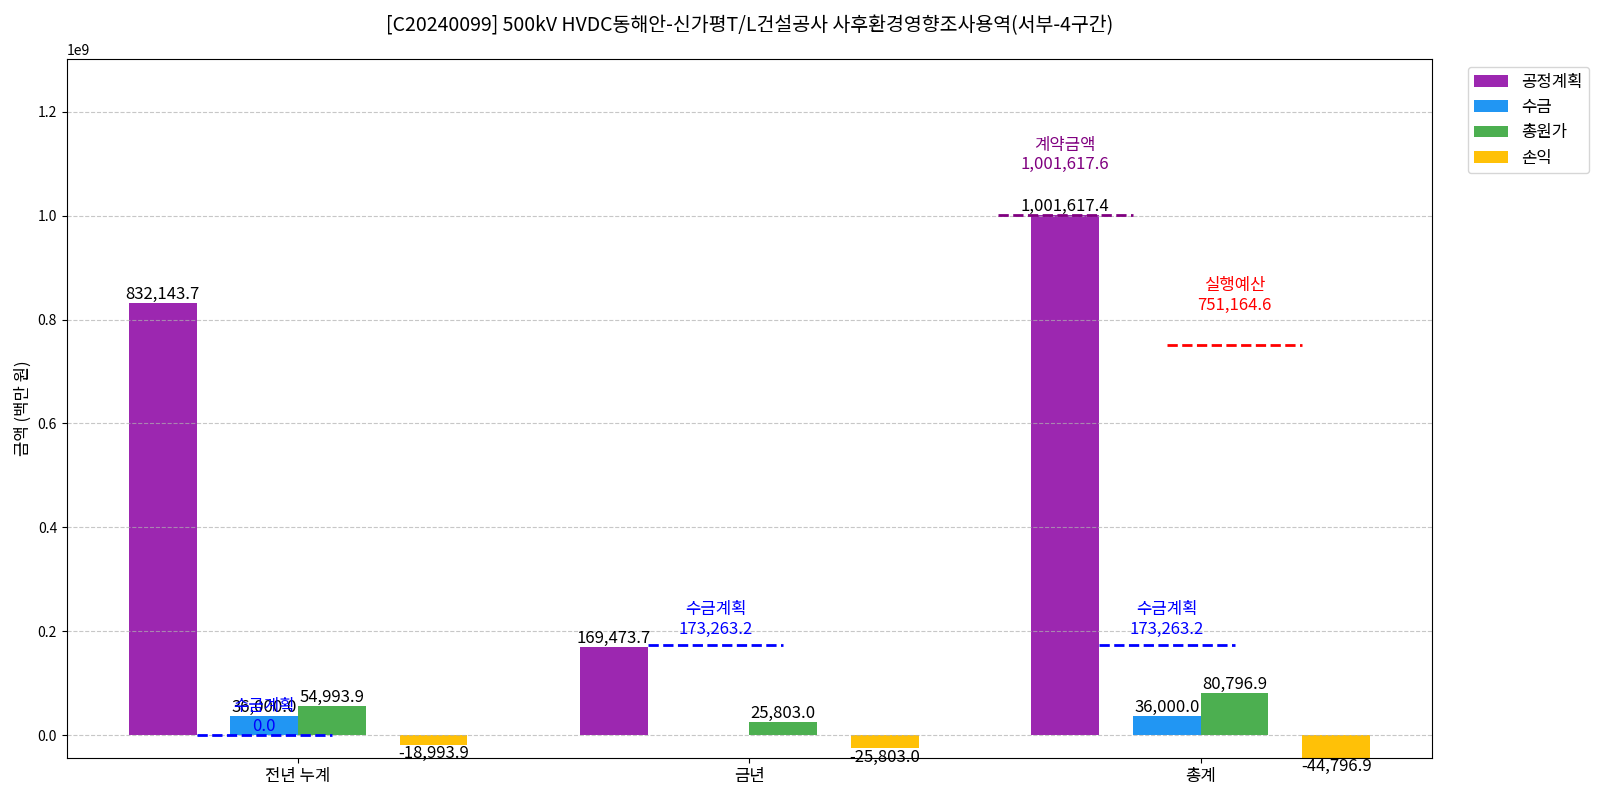 [C20240099] 500kV HVDC동해안-신가평T/L건설공사 사후환경영향조사용역(서부-4구간)
1e9
공정계획
수금
총원가
손익
1.2
1.0
0.8
0.6
0.4
0.2
0.0
금액 (백만 원)
계약금액
1,001,617.6
1,001,617.4
실행예산
751,164.6
832,143.7
수금계획
173,263.2
수금계획
173,263.2
169,473.7
54,993.9
수금계획
36,000.0
0.0
25,803.0
80,796.9
36,000.0
-18,993.9
-25,803.0
-44,796.9
전년 누계
금년
총계